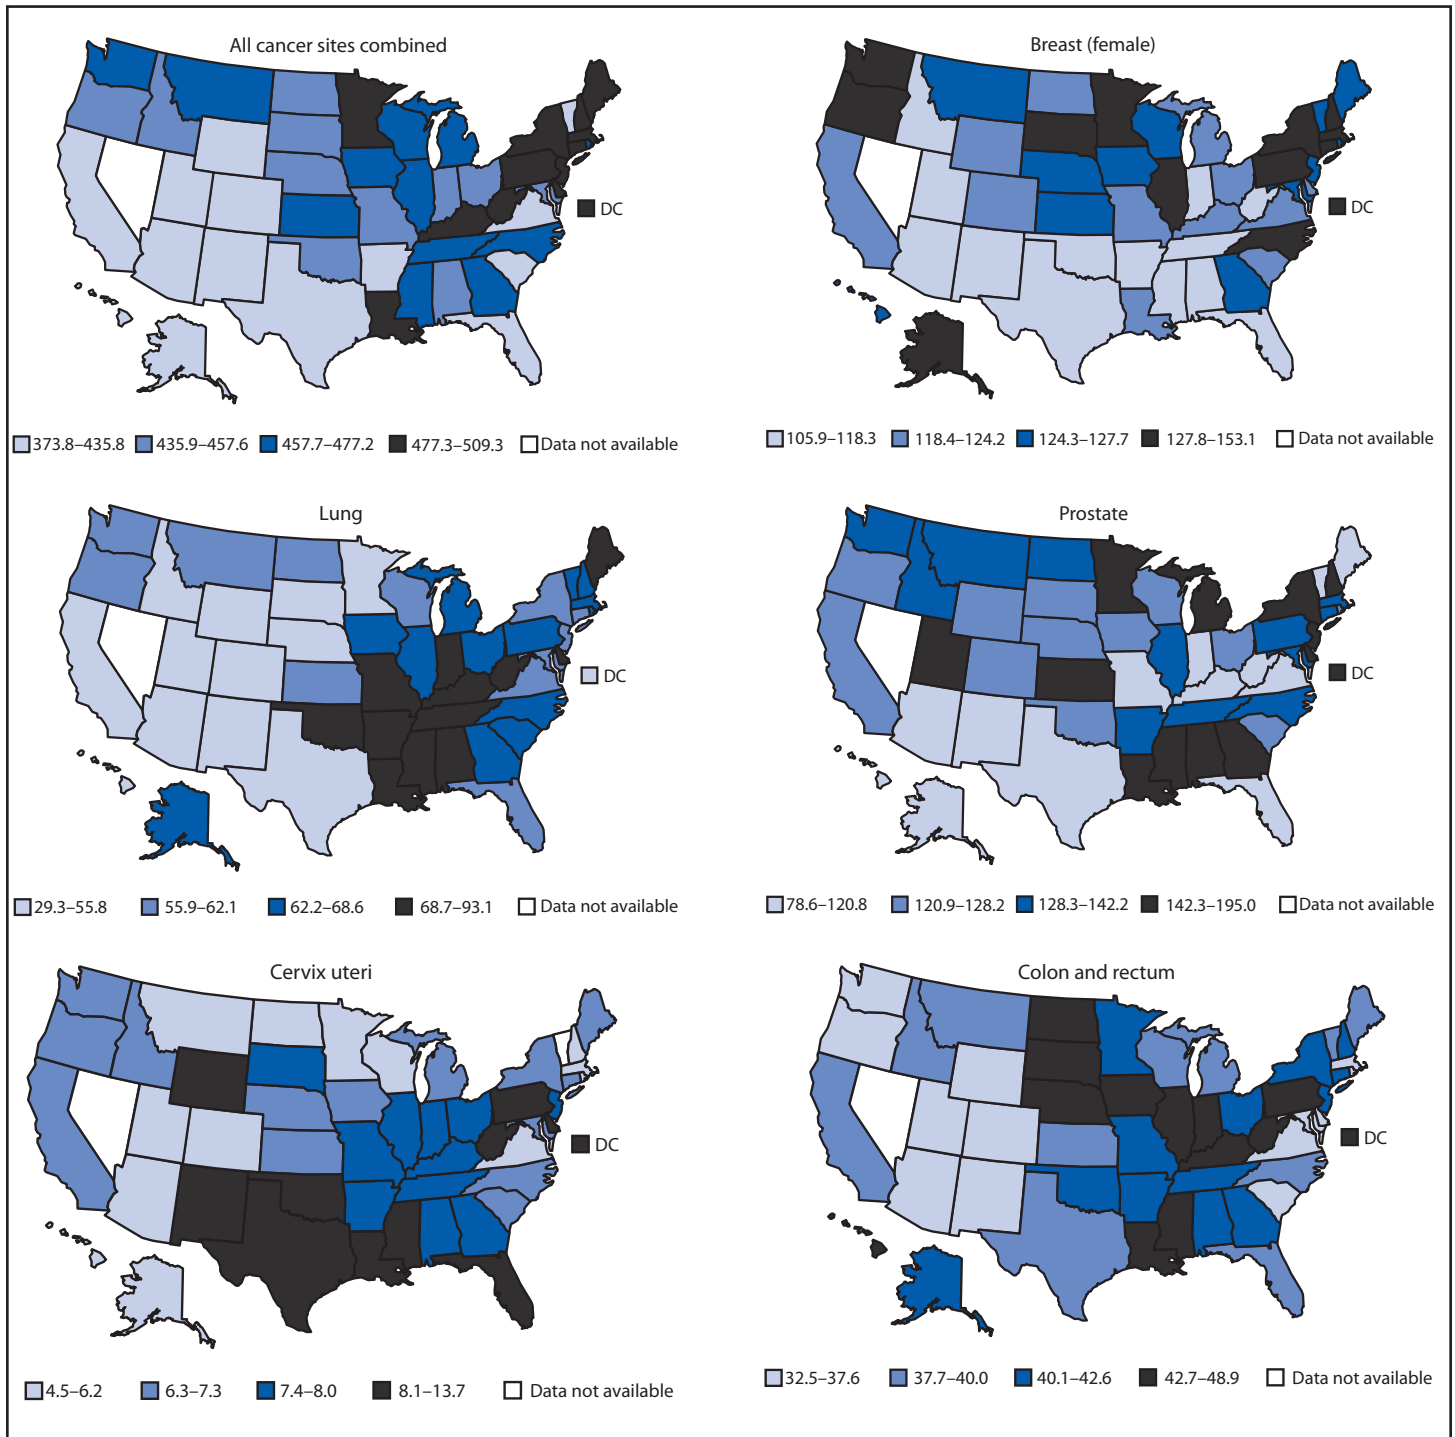 All cancer sites combined
DC
373.8–435.8 435.9–457.6 457.7–477.2 477.3–509.3 Data not available
Breast (female)
DC
105.9–118.3 118.4–124.2 124.3–127.7 127.8–153.1 Data not available
Lung
DC
29.3–55.8 55.9–62.1 62.2–68.6 68.7–93.1 Data not available
Prostate
DC
78.6–120.8 120.9–128.2 128.3–142.2 142.3–195.0 Data not available
Cervix uteri
DC
4.5–6.2 6.3–7.3 7.4–8.0 8.1–13.7 Data not available
Colon and rectum
DC
32.5–37.6 37.7–40.0 40.1–42.6 42.7–48.9 Data not available